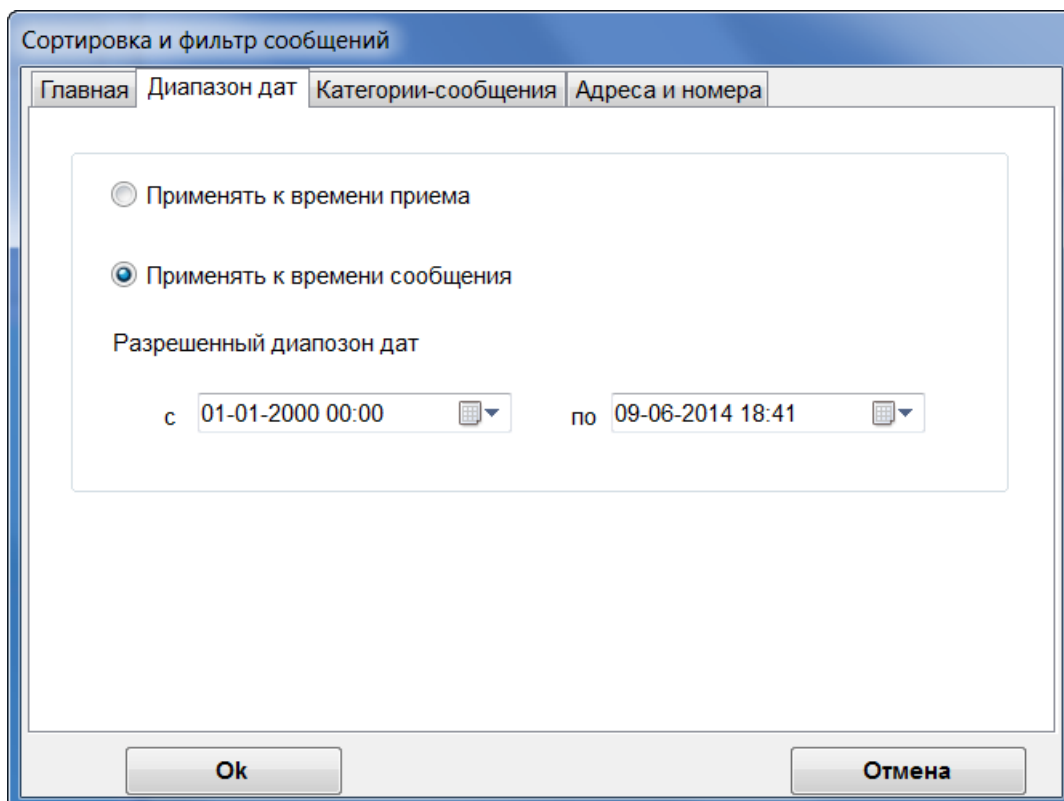 Сортировка и фильтр сообщений
Главная Диапазон дат Категории-сообщения Адреса и номера
Применять к времени приема
Применять к времени сообщения
Разрешенный диапозон дат
с 01-01-2000 00:00 по 09-06-2014 18:41
Ok Отмена